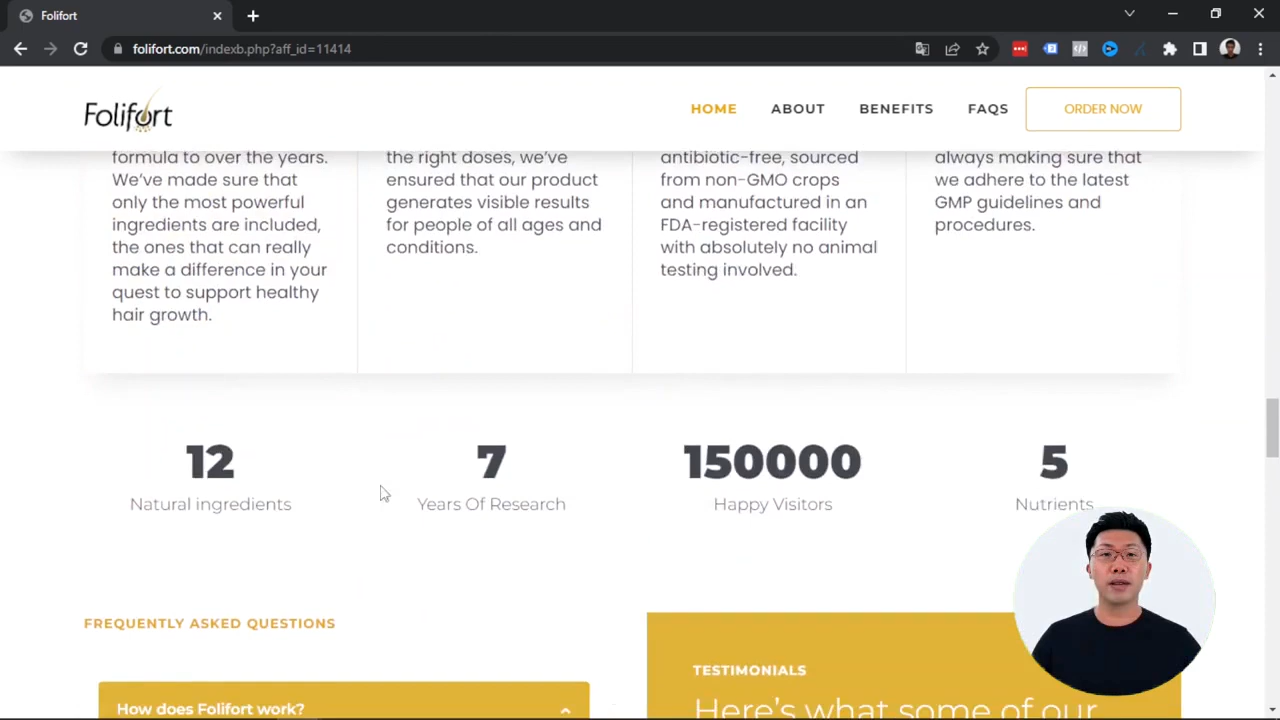 Folifort
folifort.com/indexb.php?aff_id=11414
Folifort
HOME
ABOUT
BENEFITS
FAQS
ORDER NOW
formula to over the years.
We’ve made sure that
only the most powerful
ingredients are included,
the ones that can really
make a difference in your
quest to support healthy
hair growth.
the right doses, we’ve
ensured that our product
generates visible results
for people of all ages and
conditions.
antibiotic-free, sourced
from non-GMO crops
and manufactured in an
FDA-registered facility
with absolutely no animal
testing involved.
always making sure that
we adhere to the latest
GMP guidelines and
procedures.
12
Natural ingredients
7
Years Of Research
150000
Happy Visitors
5
Nutrients
FREQUENTLY ASKED QUESTIONS
How does Folifort work?
TESTIMONIALS
Here’s what some of our